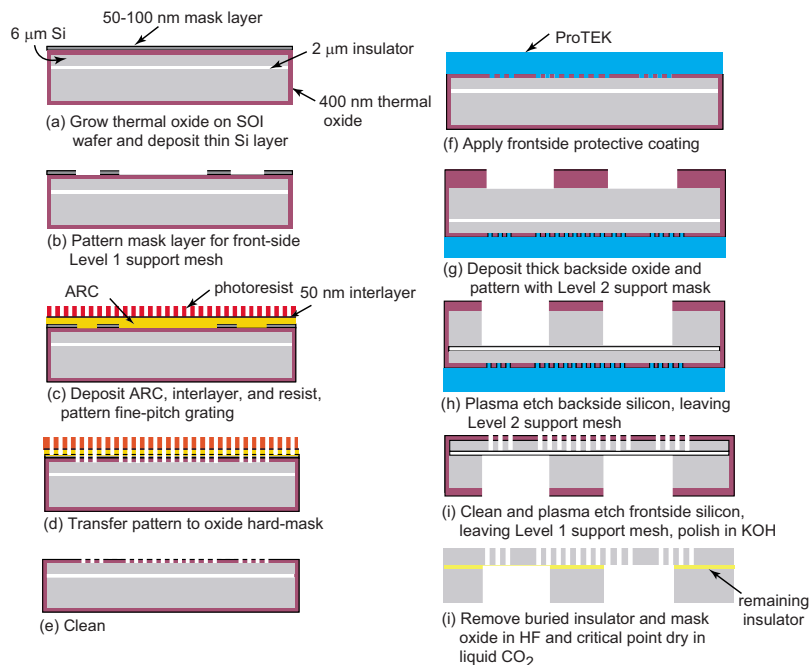 50-100 nm mask layer
6 μm Si
2 μm insulator
400 nm thermal
oxide
(a) Grow thermal oxide on SOI
wafer and deposit thin Si layer
(b) Pattern mask layer for front-side
Level 1 support mesh
ARC
photoresist
50 nm interlayer
(c) Deposit ARC, interlayer, and resist,
pattern fine-pitch grating
(d) Transfer pattern to oxide hard-mask
(e) Clean
ProTEK
(f) Apply frontside protective coating
(g) Deposit thick backside oxide and
pattern with Level 2 support mask
(h) Plasma etch backside silicon, leaving
Level 2 support mesh
(i) Clean and plasma etch frontside silicon,
leaving Level 1 support mesh, polish in KOH
remaining
insulator
(i) Remove buried insulator and mask
oxide in HF and critical point dry in
liquid CO2